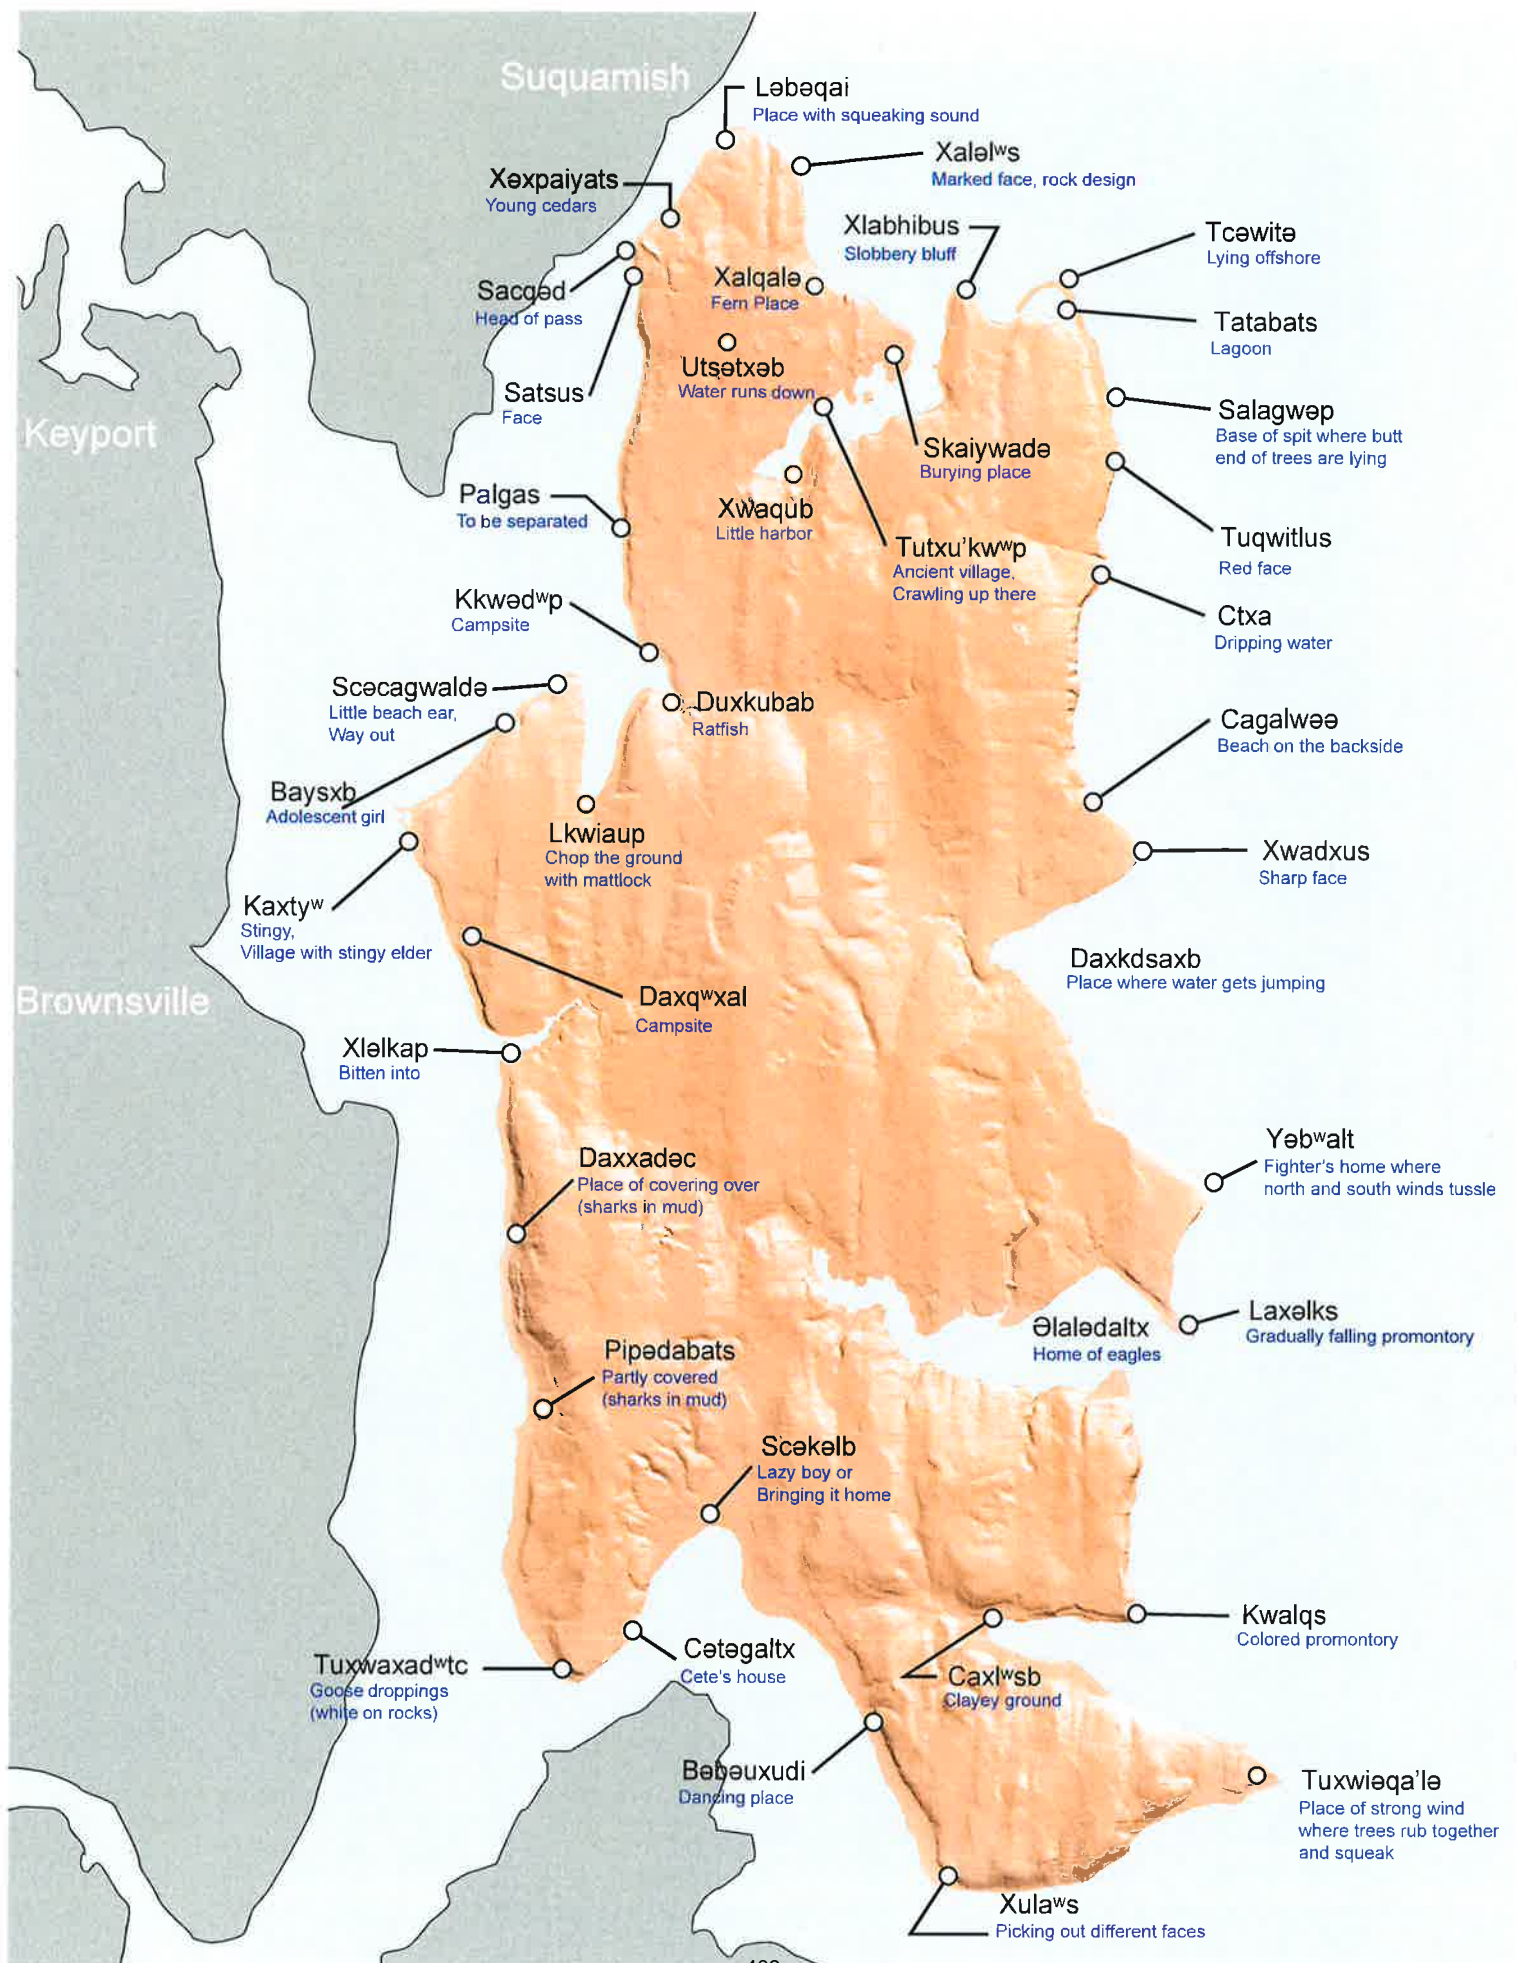 Suquamish
Ləbəqai
Place with squeaking sound
Xaləlʷs
Marked face, rock design
Xəxpaiyats
Young cedars
Xlabhibus
Slobbery bluff
Tcəwitə
Lying offshore
Sacqəd
Head of pass
Xalqalə
Fern Place
Tatabats
Lagoon
Utsətxəb
Water runs down
Satsus
Face
Salagwəp
Base of spit where butt
end of trees are lying
Keyport
Skaiywadə
Burying place
Palgas
To be separated
Xwaqub
Little harbor
Tuqwitlus
Red face
Tutxu'kwʷp
Ancient village,
Crawling up there
Kkwədʷp
Campsite
Ctxa
Dripping water
Scəcagwaldə
Little beach ear,
Way out
Duxkubab
Ratfish
Cagalwəə
Beach on the backside
Baysxb
Adolescent girl
Lkwiaup
Chop the ground
with mattlock
Xwadxus
Sharp face
Kaxtyʷ
Stingy,
Village with stingy elder
Daxkdsaxb
Place where water gets jumping
Brownsville
Daxqʷxal
Campsite
Xləlkap
Bitten into
Yəbʷalt
Fighter's home where
north and south winds tussle
Daxxadəc
Place of covering over
(sharks in mud)
Laxəlks
Gradually falling promontory
Əlalədaltx
Home of eagles
Pipədabats
Partly covered
(sharks in mud)
Scəkəlb
Lazy boy or
Bringing it home
Kwalqs
Colored promontory
Cətəgaltx
Cete's house
Tuxwaxadʷtc
Goose droppings
(white on rocks)
Caxlʷsb
Clayey ground
Bəbəuxudi
Dancing place
Tuxwiəqa'lə
Place of strong wind
where trees rub together
and squeak
Xulaʷs
Picking out different faces